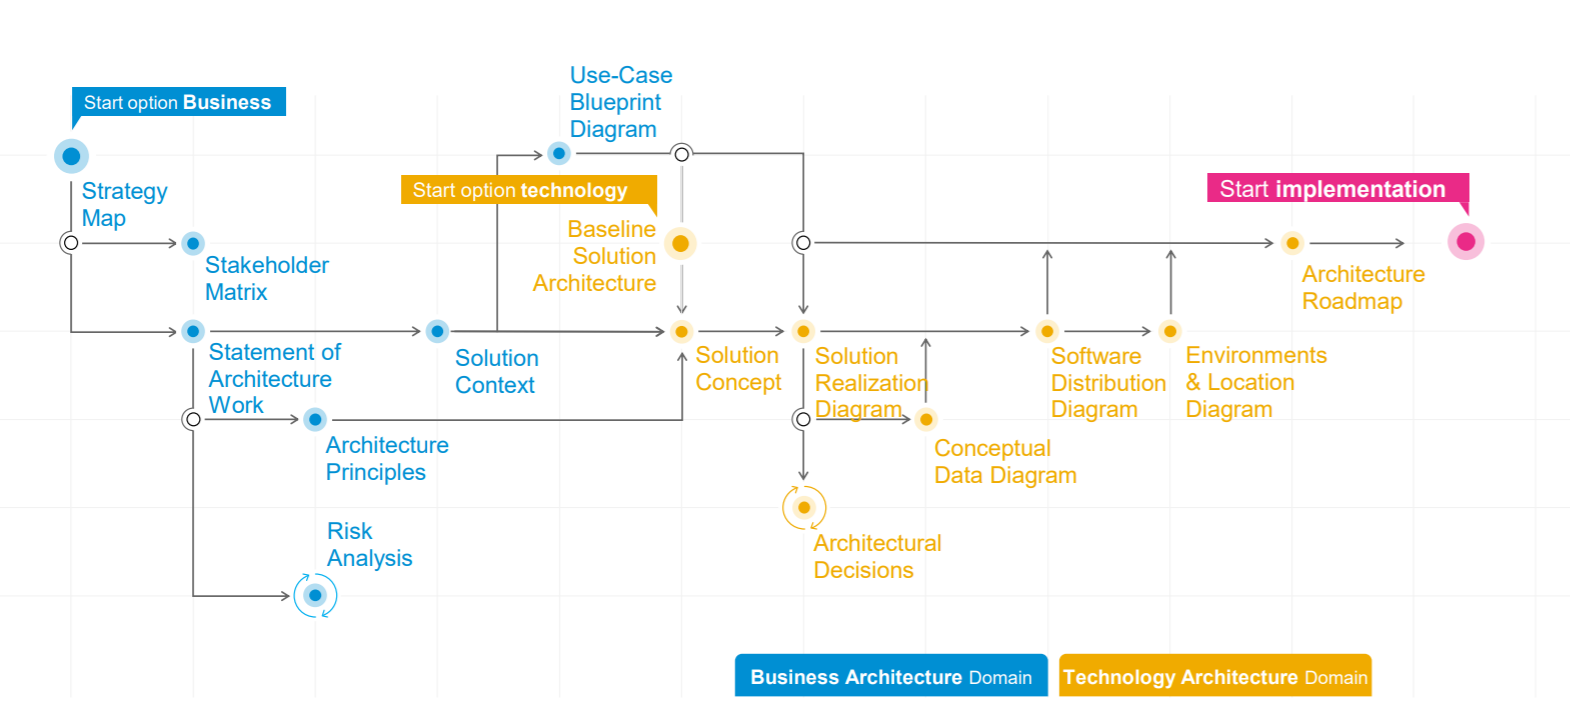 Use-Case
Blueprint
Diagram
Start option Business
Strategy
Map
Start option technology
Start implementation
Baseline
Solution
Architecture
Stakeholder
Matrix
Architecture
Roadmap
Statement of
Architecture
Work
Solution
Context
Solution
Concept
Solution
Realization
Diagram
Software
Distribution
Diagram
Environments
& Location
Diagram
Architecture
Principles
Conceptual
Data Diagram
Risk
Analysis
Architectural
Decisions
Business Architecture Domain
Technology Architecture Domain